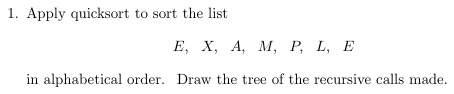 1. Apply quicksort to sort the list
E, X, A, M, P, L, E
in alphabetical order. Draw the tree of the recursive calls made.